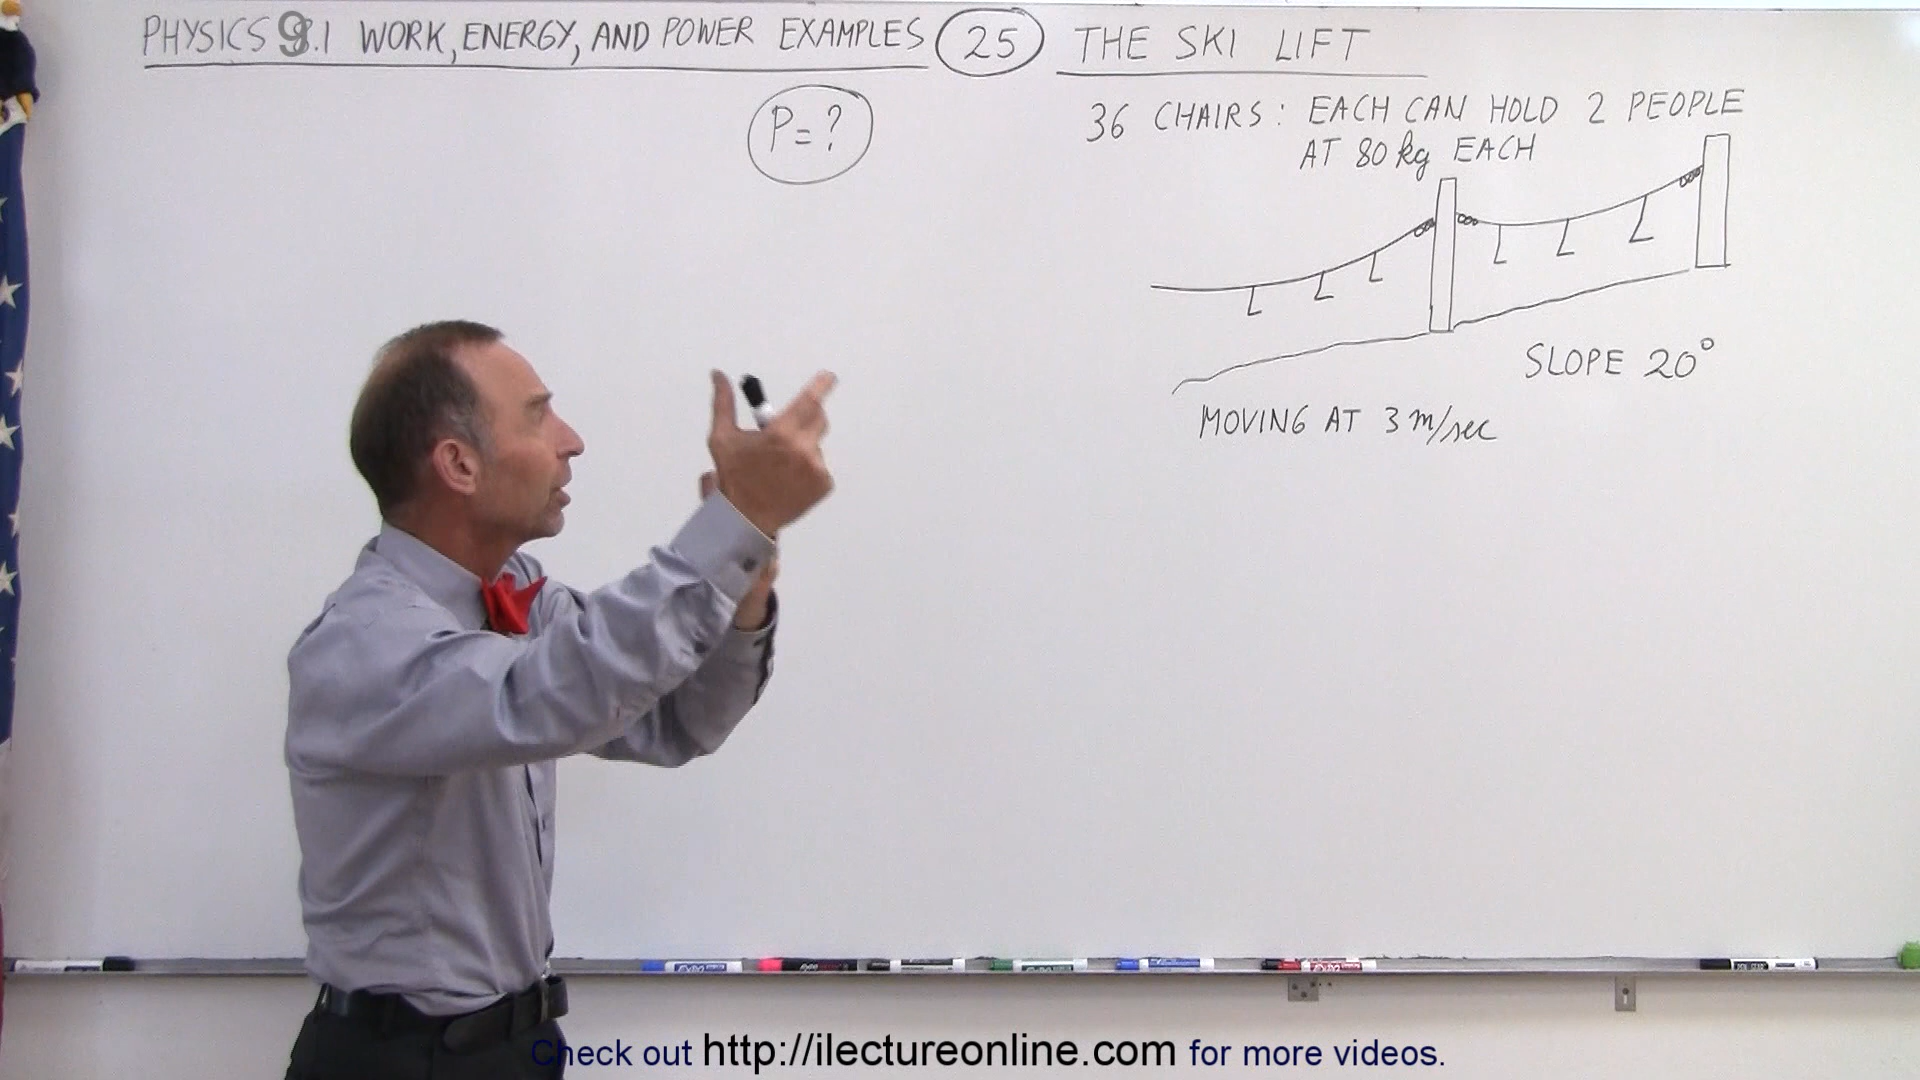 PHYSICS 9.1 WORK, ENERGY, AND POWER EXAMPLES 25 THE SKI LIFT
P = ?
36 CHAIRS: EACH CAN HOLD 2 PEOPLE
AT 80 kg EACH
SLOPE 20°
MOVING AT 3 m/sec
Check out http://ilectureonline.com for more videos.